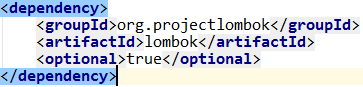 <dependency>
<groupId>org.projectlombok</groupId>
<artifactId>lombok</artifactId>
<optional>true</optional>
</dependency>